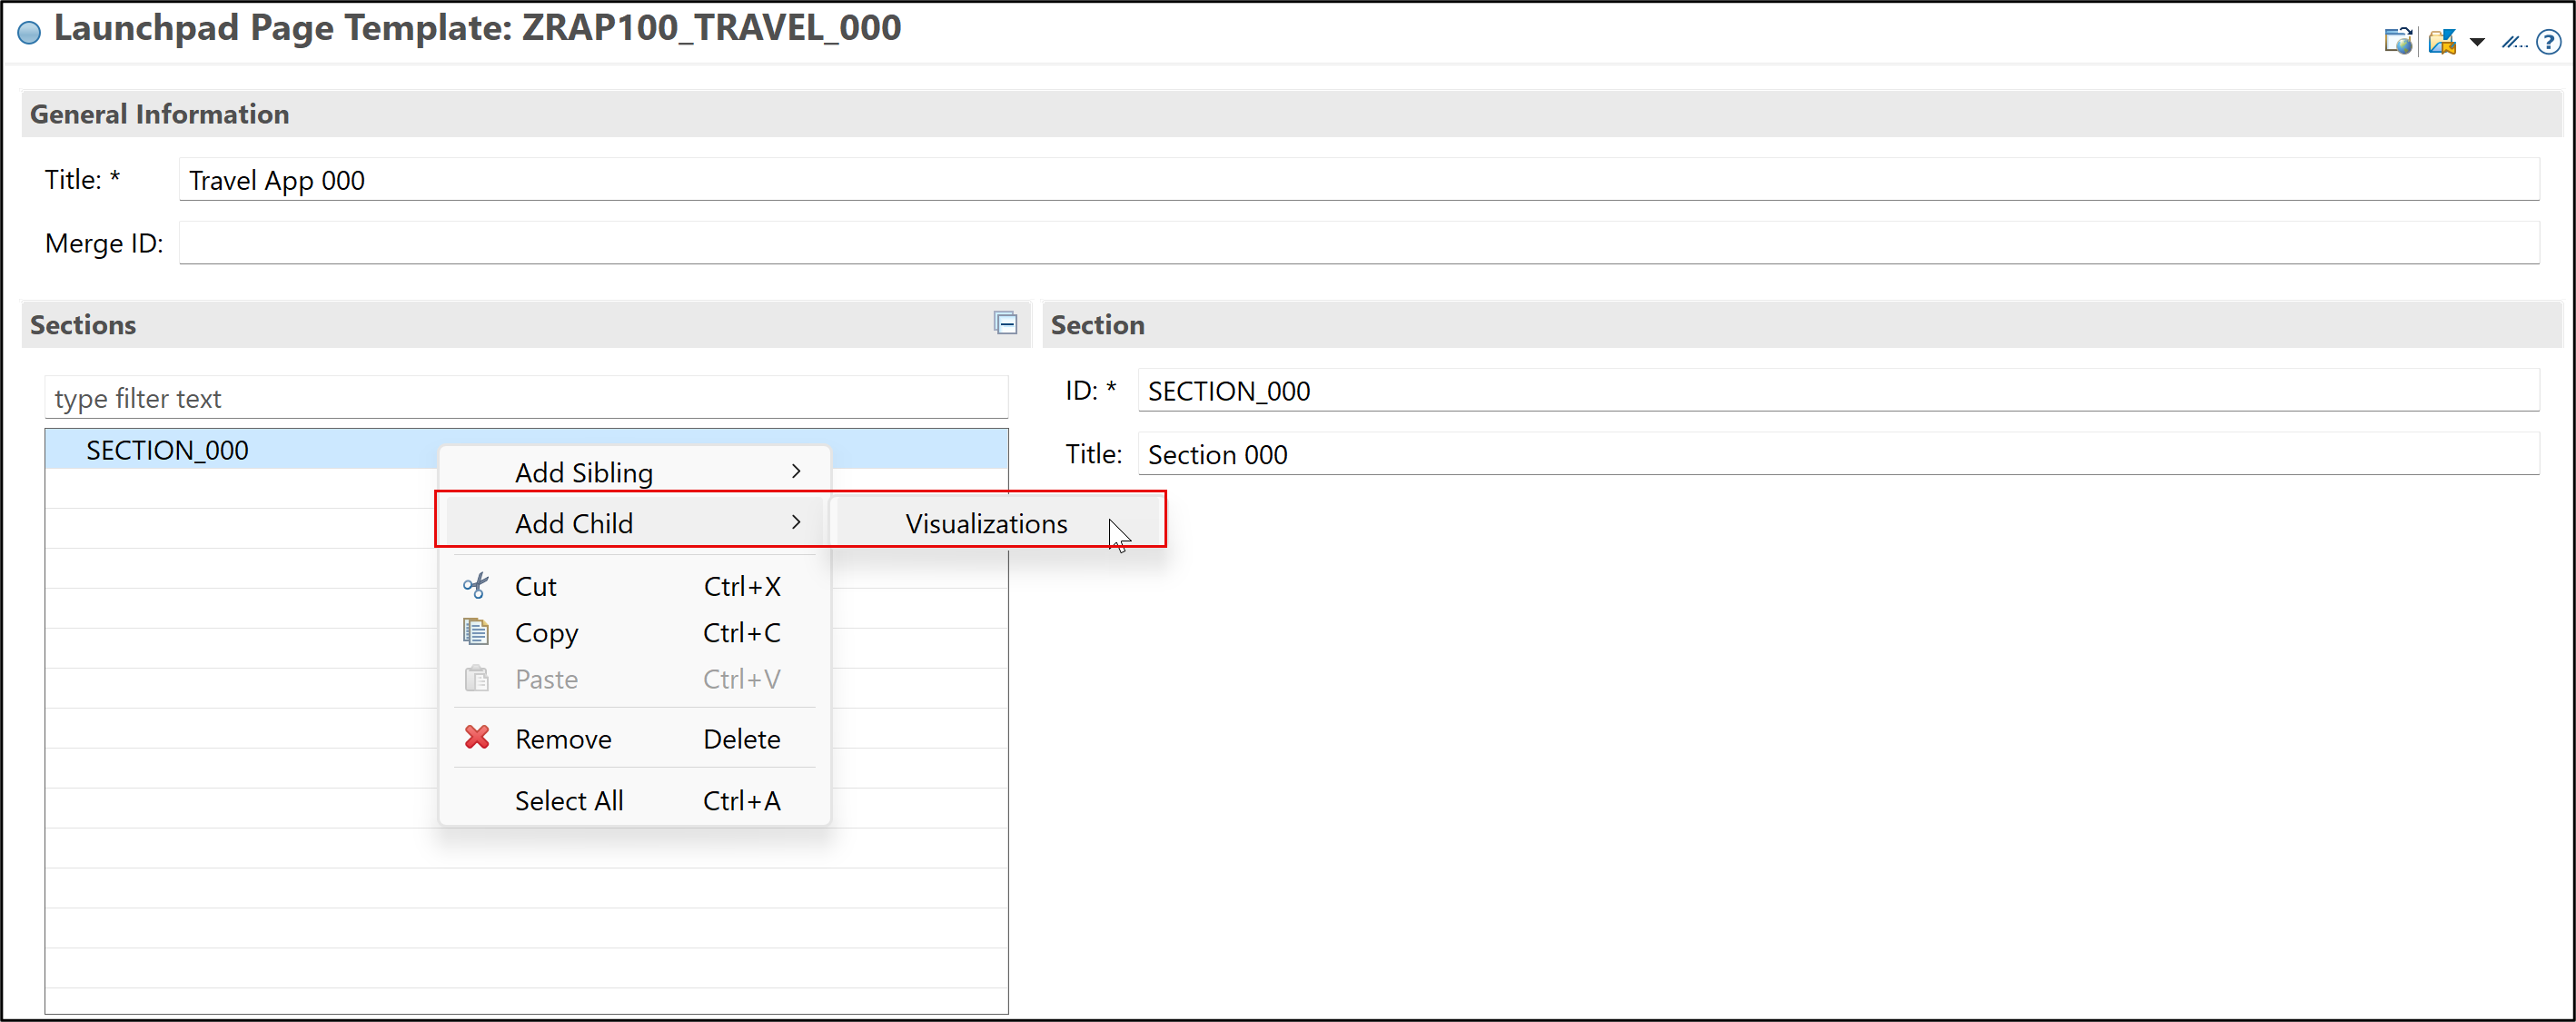 Launchpad Page Template: ZRAP100_TRAVEL_000
General Information
Title: * Travel App 000
Merge ID:
Sections
Section
type filter text
ID: * SECTION_000
Title: Section 000
SECTION_000
Add Sibling
Add Child
Visualizations
Cut Ctrl+X
Copy Ctrl+C
Paste Ctrl+V
Remove Delete
Select All Ctrl+A